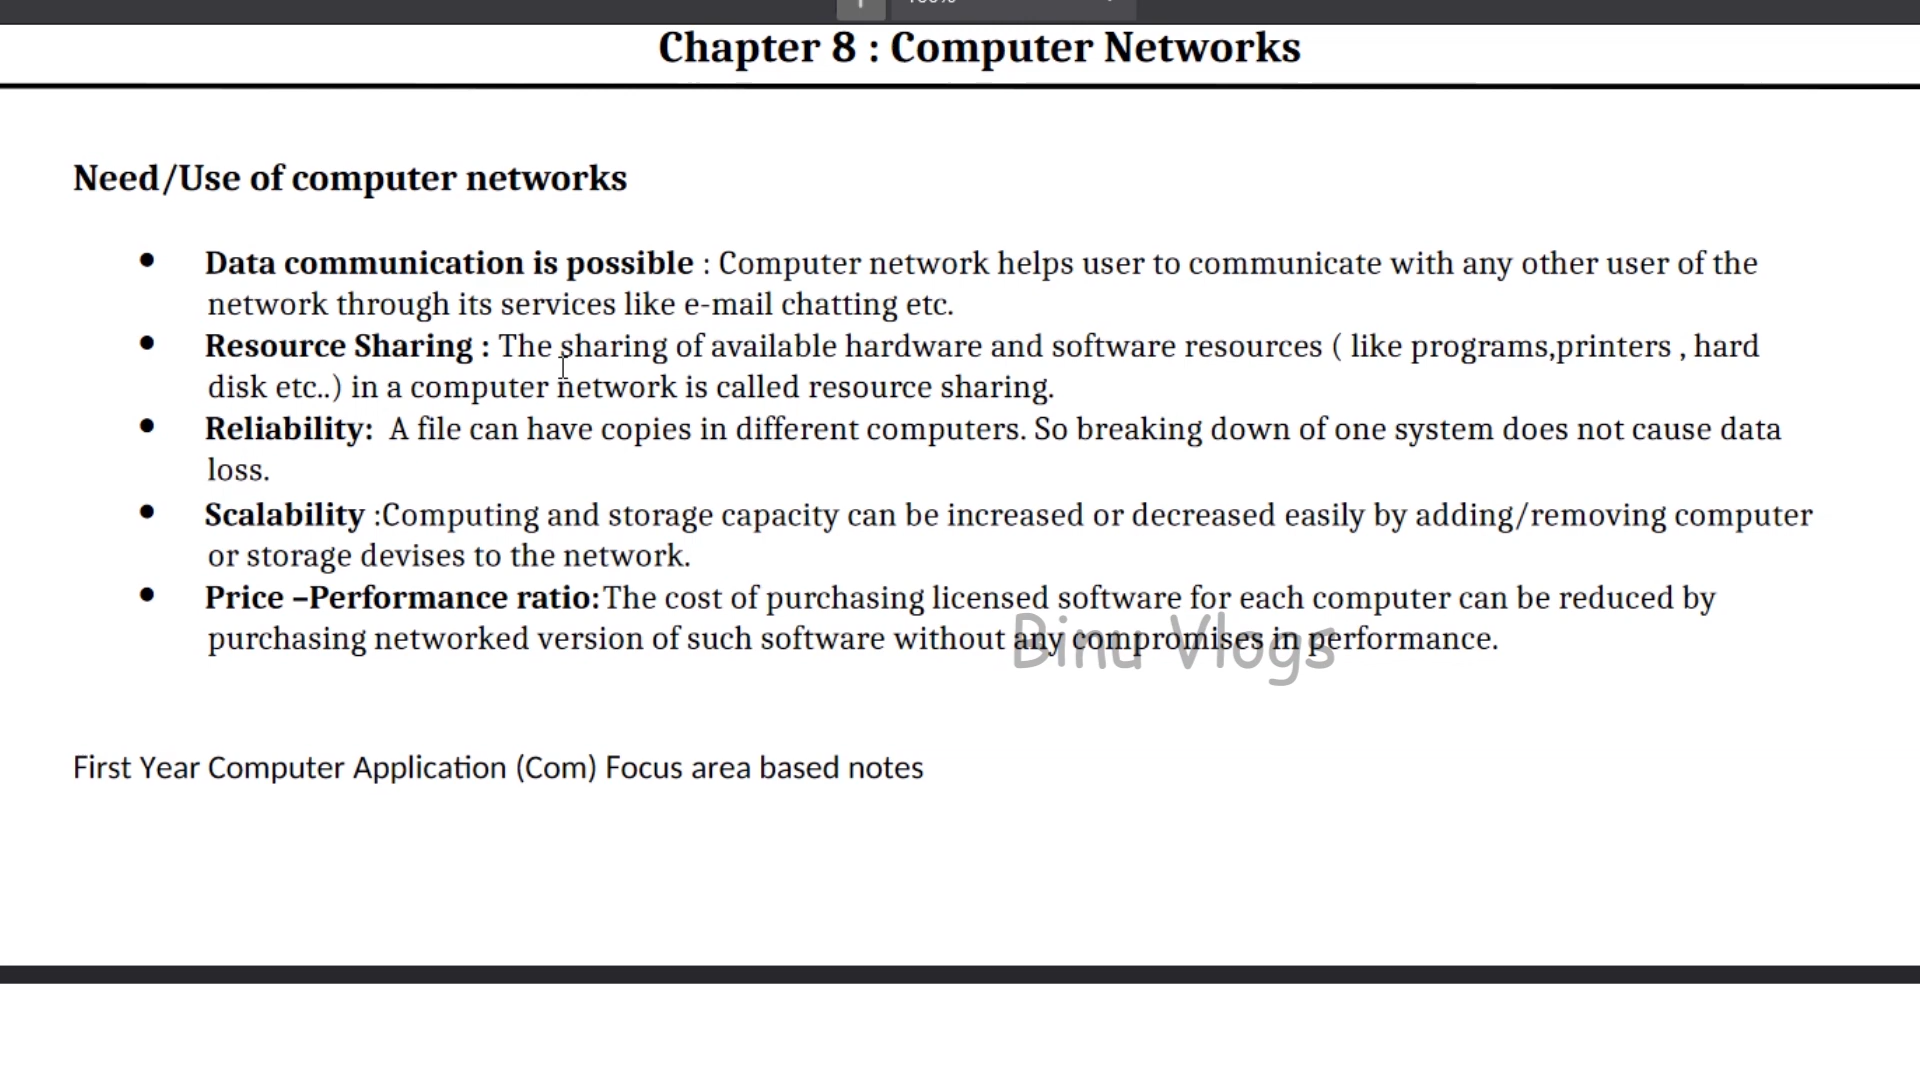 Chapter 8 : Computer Networks
Need/Use of computer networks
• Data communication is possible : Computer network helps user to communicate with any other user of the
network through its services like e-mail chatting etc.
• Resource Sharing : The sharing of available hardware and software resources ( like programs,printers , hard
disk etc..) in a computer network is called resource sharing.
• Reliability: A file can have copies in different computers. So breaking down of one system does not cause data
loss.
• Scalability :Computing and storage capacity can be increased or decreased easily by adding/removing computer
or storage devises to the network.
• Price –Performance ratio:The cost of purchasing licensed software for each computer can be reduced by
purchasing networked version of such software without any compromises in performance.
Binu Vlogs
First Year Computer Application (Com) Focus area based notes